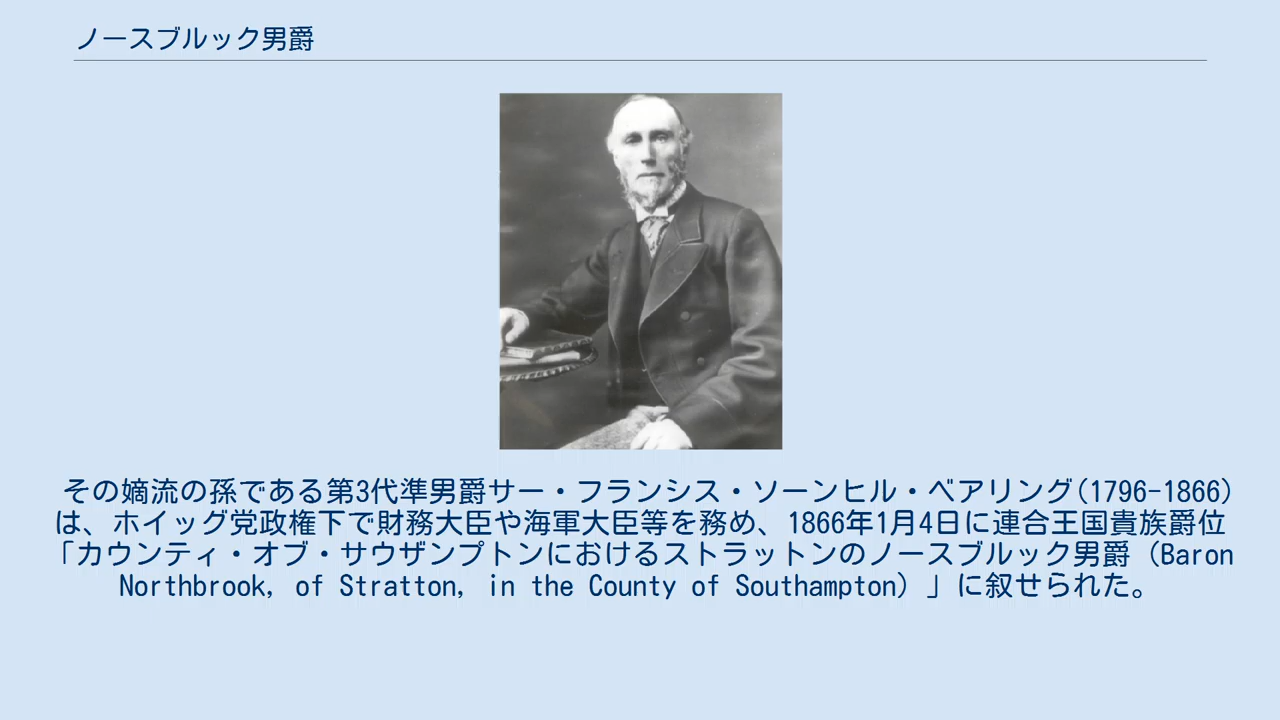 ノースブルック男爵
その嫡流の孫である第3代準男爵サー・フランシス・ソーンヒル・ベアリング(1796-1866)
は、ホイッグ党政権下で財務大臣や海軍大臣等を務め、1866年1月4日に連合王国貴族爵位
「カウンティ・オブ・サウザンプトンにおけるストラットンのノースブルック男爵（Baron
Northbrook, of Stratton, in the County of Southampton）」に叙せられた。